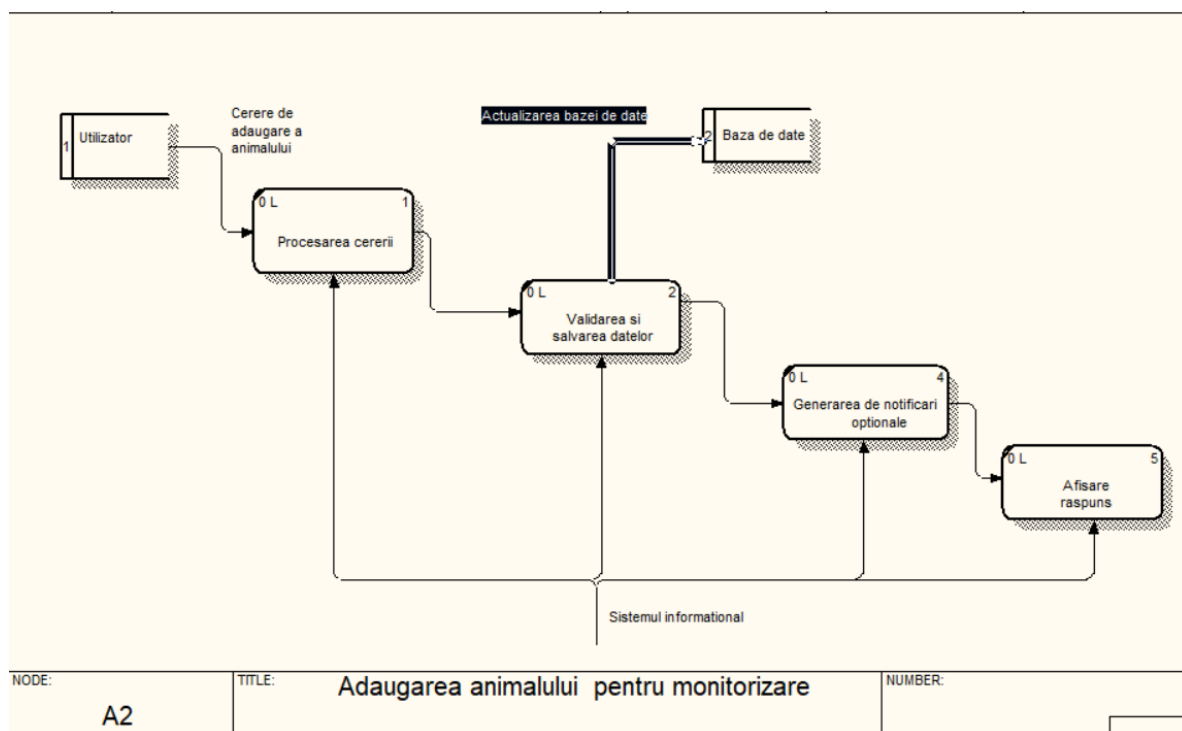 1
Utilizator
Cerere de
adaugare a
animalului
Actualizarea bazei de date
2
Baza de date
0 L
1
Procesarea cererii
0 L
2
Validarea si
salvarea datelor
0 L
4
Generarea de notificari
optionale
0 L
5
Afisare
raspuns
Sistemul informational
NODE:
A2
TITLE:
Adaugarea animalului pentru monitorizare
NUMBER: